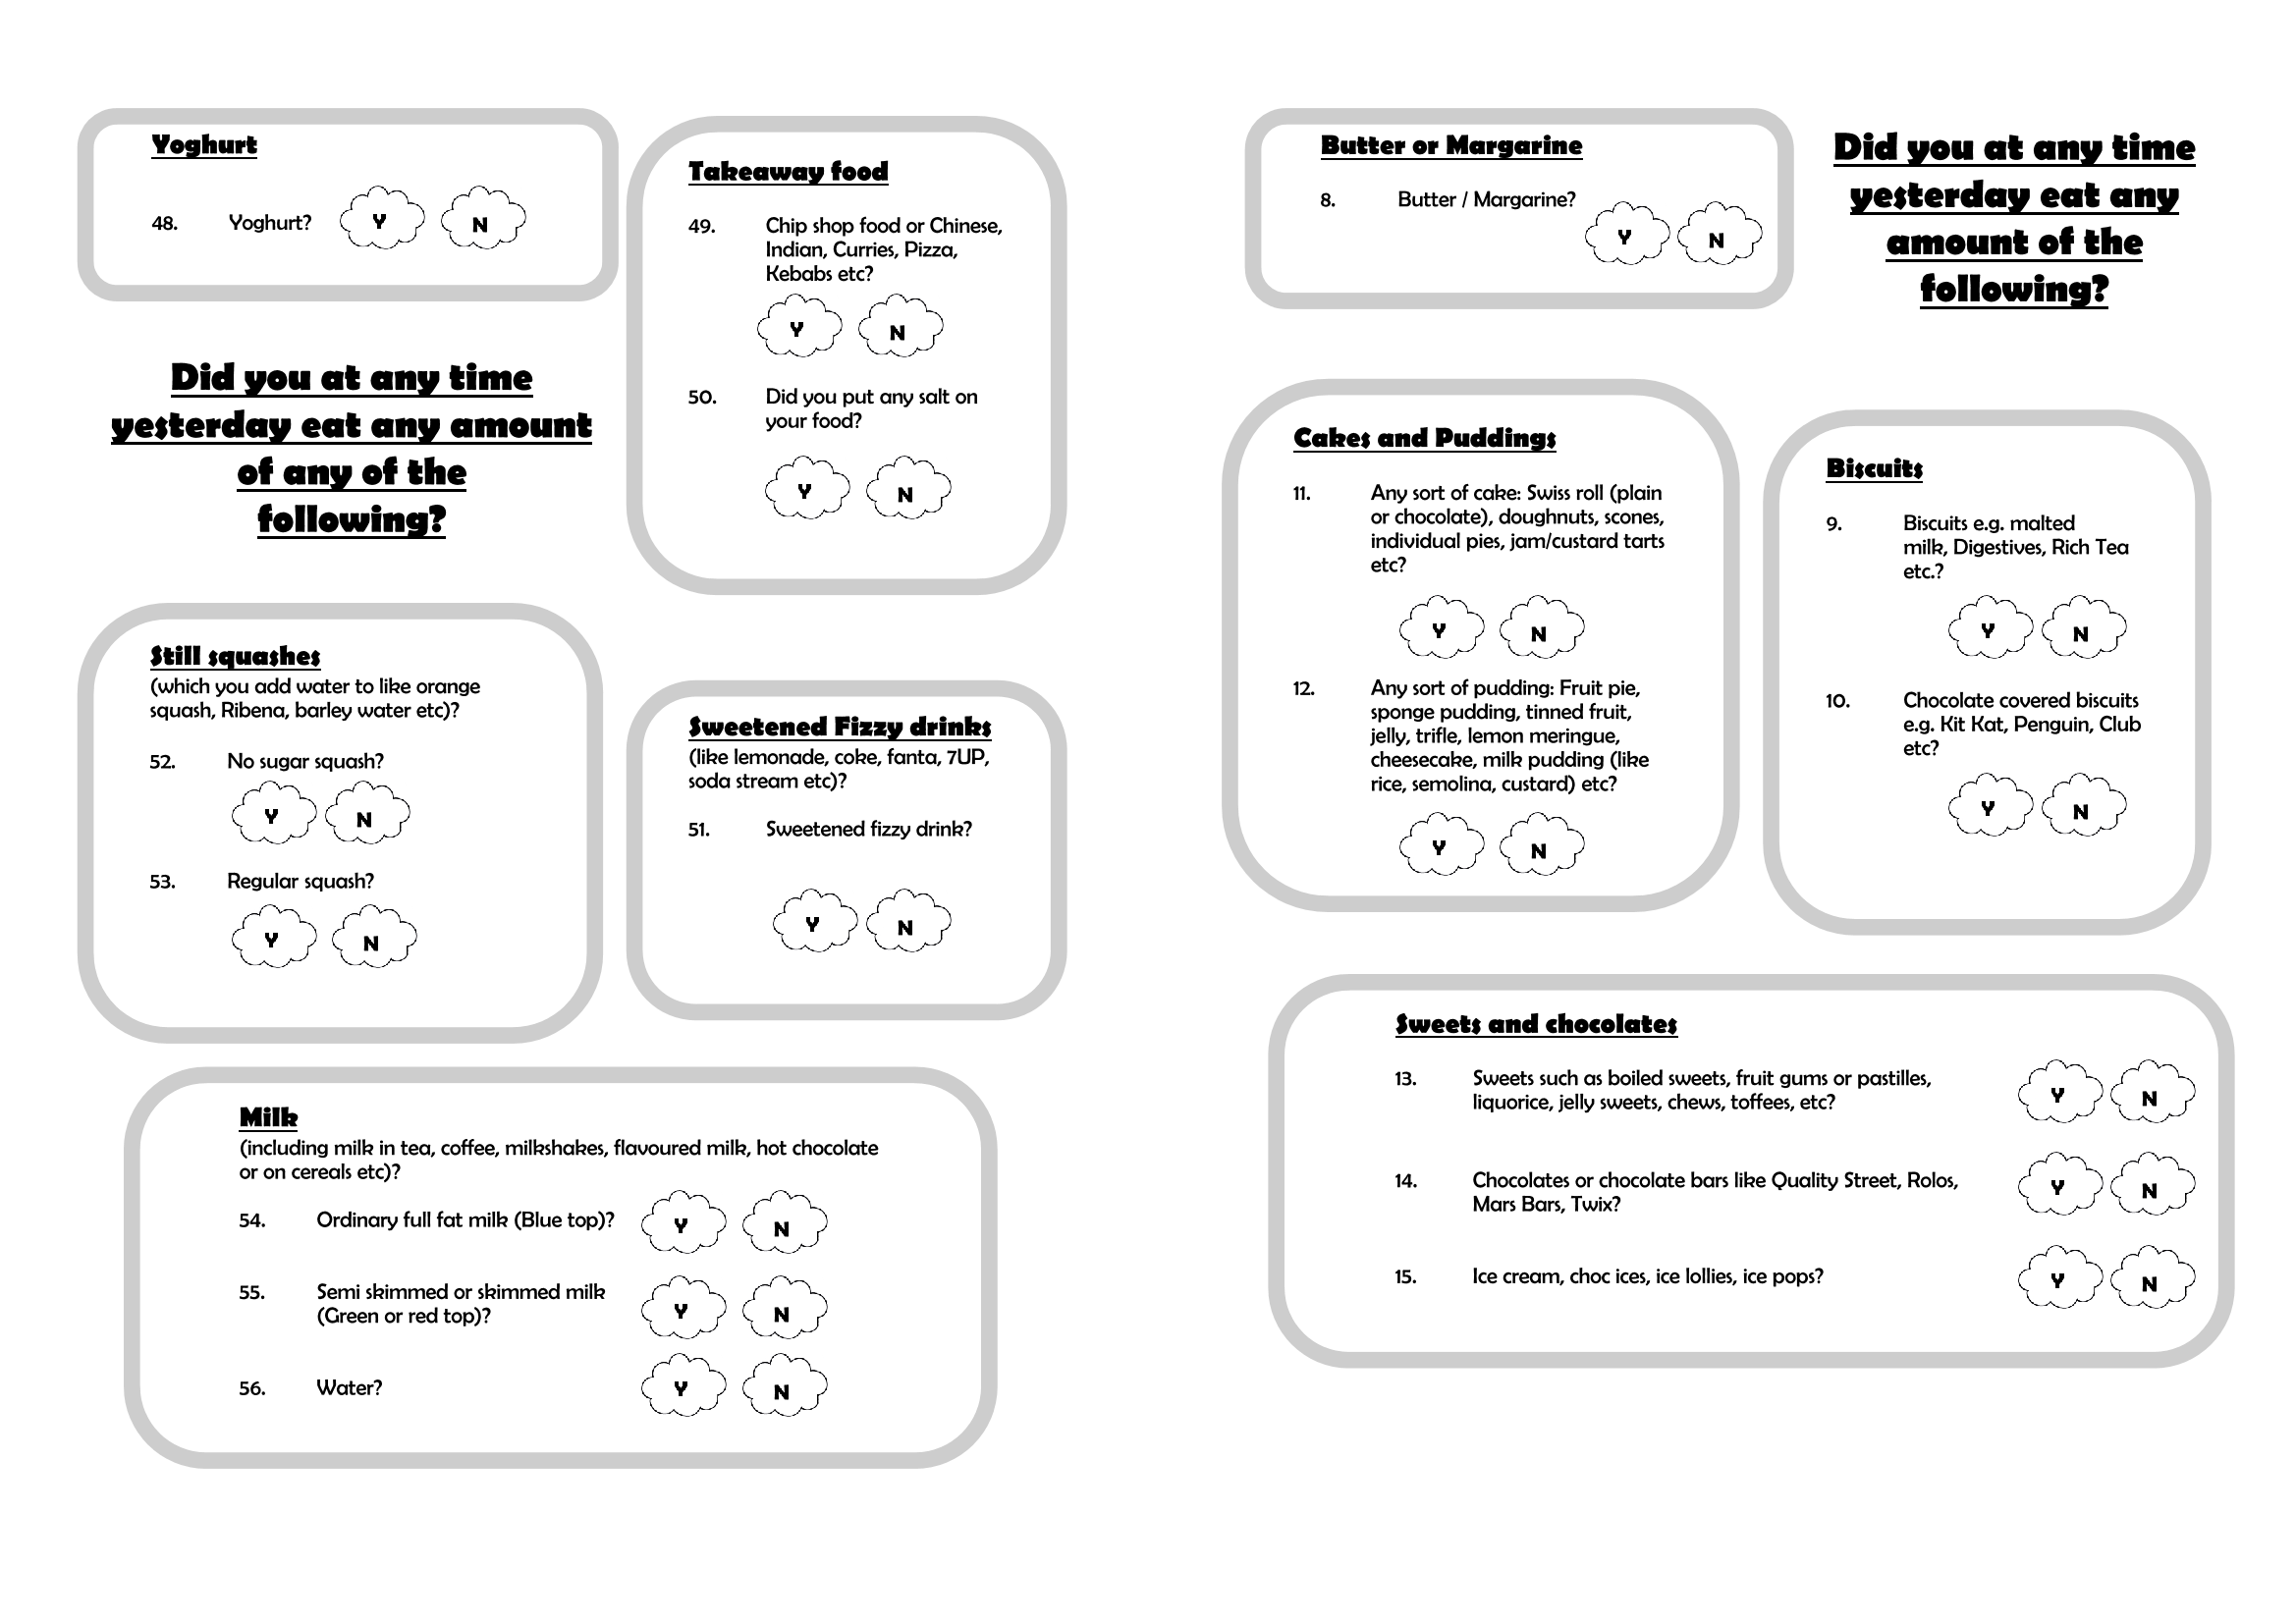 Yoghurt
48. Yoghurt? Y N
Did you at any time
yesterday eat any amount
of any of the
following?
Takeaway food
49. Chip shop food or Chinese,
Indian, Curries, Pizza,
Kebabs etc?
Y N
50. Did you put any salt on
your food?
Y N
Still squashes
(which you add water to like orange
squash, Ribena, barley water etc)?
52. No sugar squash?
Y N
53. Regular squash?
Y N
Sweetened Fizzy drinks
(like lemonade, coke, fanta, 7UP,
soda stream etc)?
51. Sweetened fizzy drink?
Y N
Milk
(including milk in tea, coffee, milkshakes, flavoured milk, hot chocolate
or on cereals etc)?
54. Ordinary full fat milk (Blue top)? Y N
55. Semi skimmed or skimmed milk
(Green or red top)? Y N
56. Water? Y N
Butter or Margarine
8. Butter / Margarine? Y N
Did you at any time
yesterday eat any
amount of the
following?
Cakes and Puddings
11. Any sort of cake: Swiss roll (plain
or chocolate), doughnuts, scones,
individual pies, jam/custard tarts
etc?
Y N
12. Any sort of pudding: Fruit pie,
sponge pudding, tinned fruit,
jelly, trifle, lemon meringue,
cheesecake, milk pudding (like
rice, semolina, custard) etc?
Y N
Biscuits
9. Biscuits e.g. malted
milk, Digestives, Rich Tea
etc.?
Y N
10. Chocolate covered biscuits
e.g. Kit Kat, Penguin, Club
etc?
Y N
Sweets and chocolates
13. Sweets such as boiled sweets, fruit gums or pastilles,
liquorice, jelly sweets, chews, toffees, etc? Y N
14. Chocolates or chocolate bars like Quality Street, Rolos,
Mars Bars, Twix? Y N
15. Ice cream, choc ices, ice lollies, ice pops? Y N